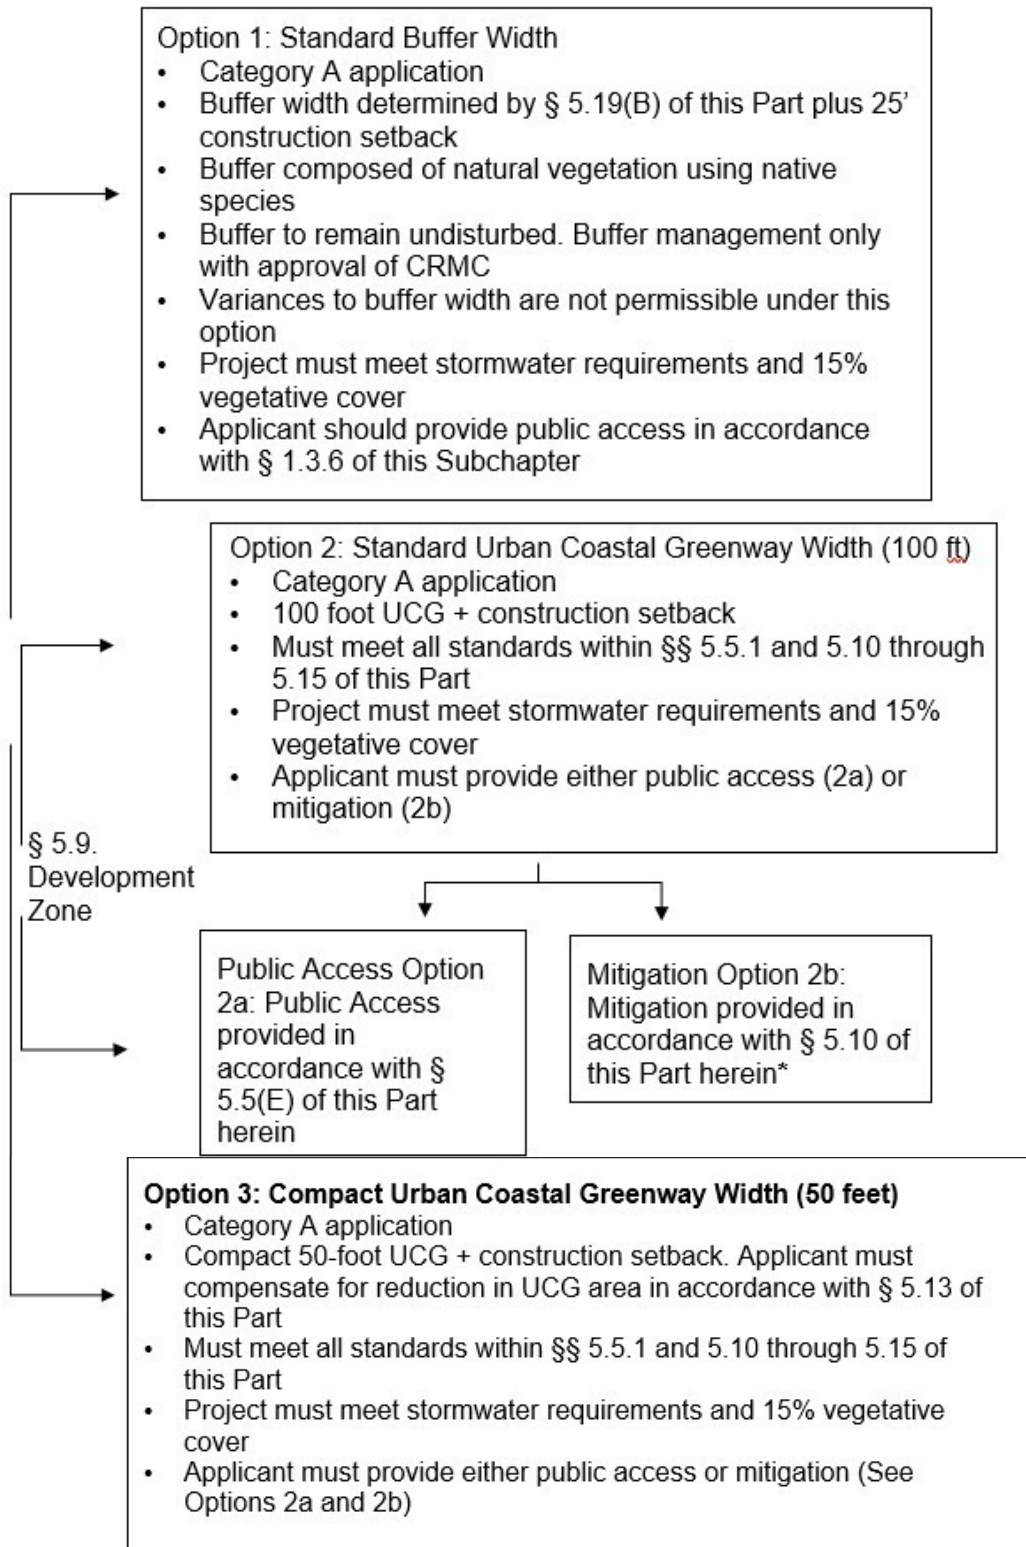 Option 1: Standard Buffer Width
• Category A application
• Buffer width determined by § 5.19(B) of this Part plus 25’
construction setback
• Buffer composed of natural vegetation using native
species
• Buffer to remain undisturbed. Buffer management only
with approval of CRMC
• Variances to buffer width are not permissible under this
option
• Project must meet stormwater requirements and 15%
vegetative cover
• Applicant should provide public access in accordance
with § 1.3.6 of this Subchapter
Option 2: Standard Urban Coastal Greenway Width (100 ft)
• Category A application
• 100 foot UCG + construction setback
• Must meet all standards within §§ 5.5.1 and 5.10 through
5.15 of this Part
• Project must meet stormwater requirements and 15%
vegetative cover
• Applicant must provide either public access (2a) or
mitigation (2b)
§ 5.9.
Development
Zone
Public Access Option
2a: Public Access
provided in
accordance with §
5.5(E) of this Part
herein
Mitigation Option 2b:
Mitigation provided in
accordance with § 5.10 of
this Part herein*
Option 3: Compact Urban Coastal Greenway Width (50 feet)
• Category A application
• Compact 50-foot UCG + construction setback. Applicant must
compensate for reduction in UCG area in accordance with § 5.13 of
this Part
• Must meet all standards within §§ 5.5.1 and 5.10 through 5.15 of
this Part
• Project must meet stormwater requirements and 15% vegetative
cover
• Applicant must provide either public access or mitigation (See
Options 2a and 2b)